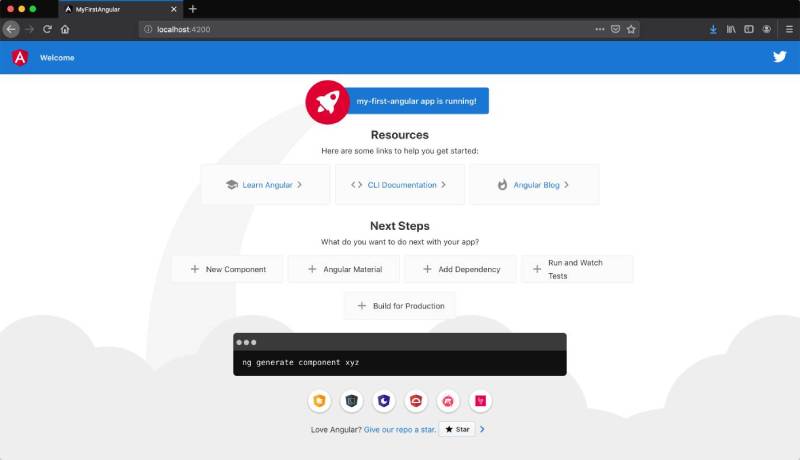 MyFirstAngular
localhost:4200
Welcome
my-first-angular app is running!
Resources
Here are some links to help you get started:
Learn Angular
CLI Documentation
Angular Blog
Next Steps
What do you want to do next with your app?
New Component
Angular Material
Add Dependency
Run and Watch
Tests
Build for Production
ng generate component xyz
Love Angular? Give our repo a star. Star